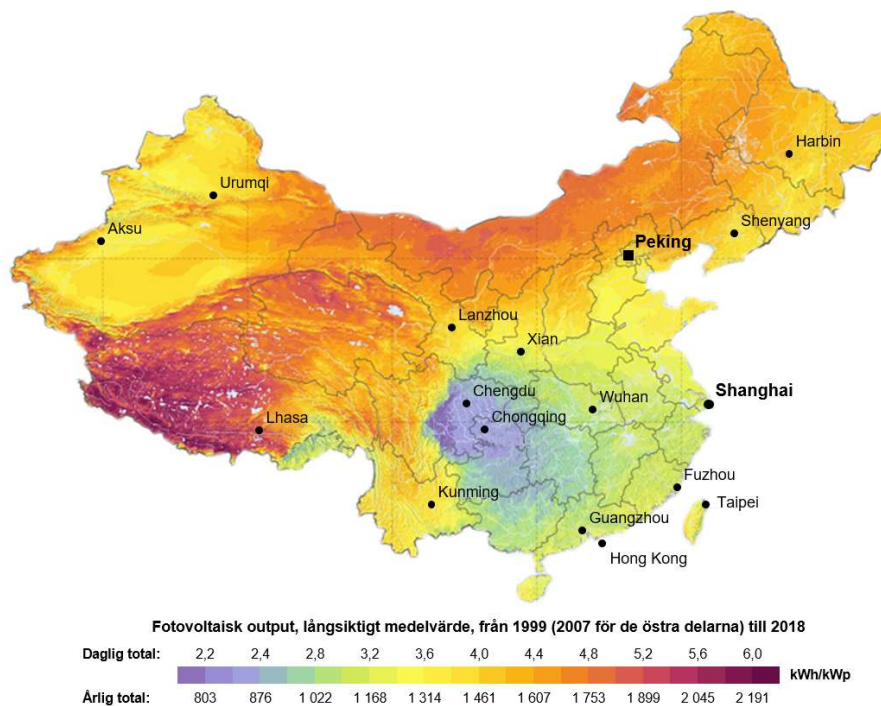 Harbin
Urumqi
Shenyang
Aksu
Peking
Lanzhou
Xian
Chengdu
Wuhan
Shanghai
Chongqing
Lhasa
Fuzhou
Kunming
Taipei
Guangzhou
Hong Kong
Fotovoltaisk output, långsiktigt medelvärde, från 1999 (2007 för de östra delarna) till 2018
Daglig total: 2,2 2,4 2,8 3,2 3,6 4,0 4,4 4,8 5,2 5,6 6,0
kWh/kWp
Årlig total: 803 876 1 022 1 168 1 314 1 461 1 607 1 753 1 899 2 045 2 191